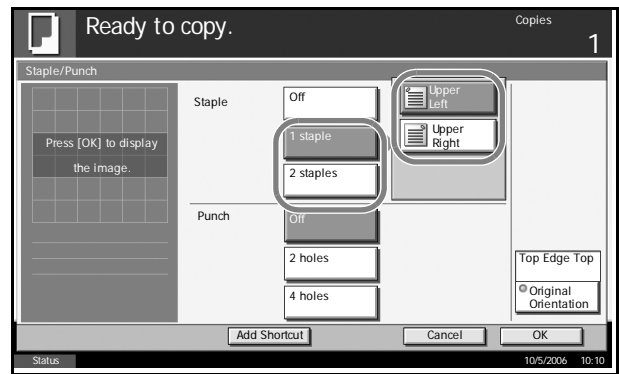 Ready to copy.
Copies
1
Staple/Punch
Press [OK] to display
the image.
Staple
Off
1 staple
2 staples
Upper
Left
Upper
Right
Punch
Off
2 holes
4 holes
Top Edge Top
Original
Orientation
Add Shortcut
Cancel
OK
Status
10/5/2006 10:10